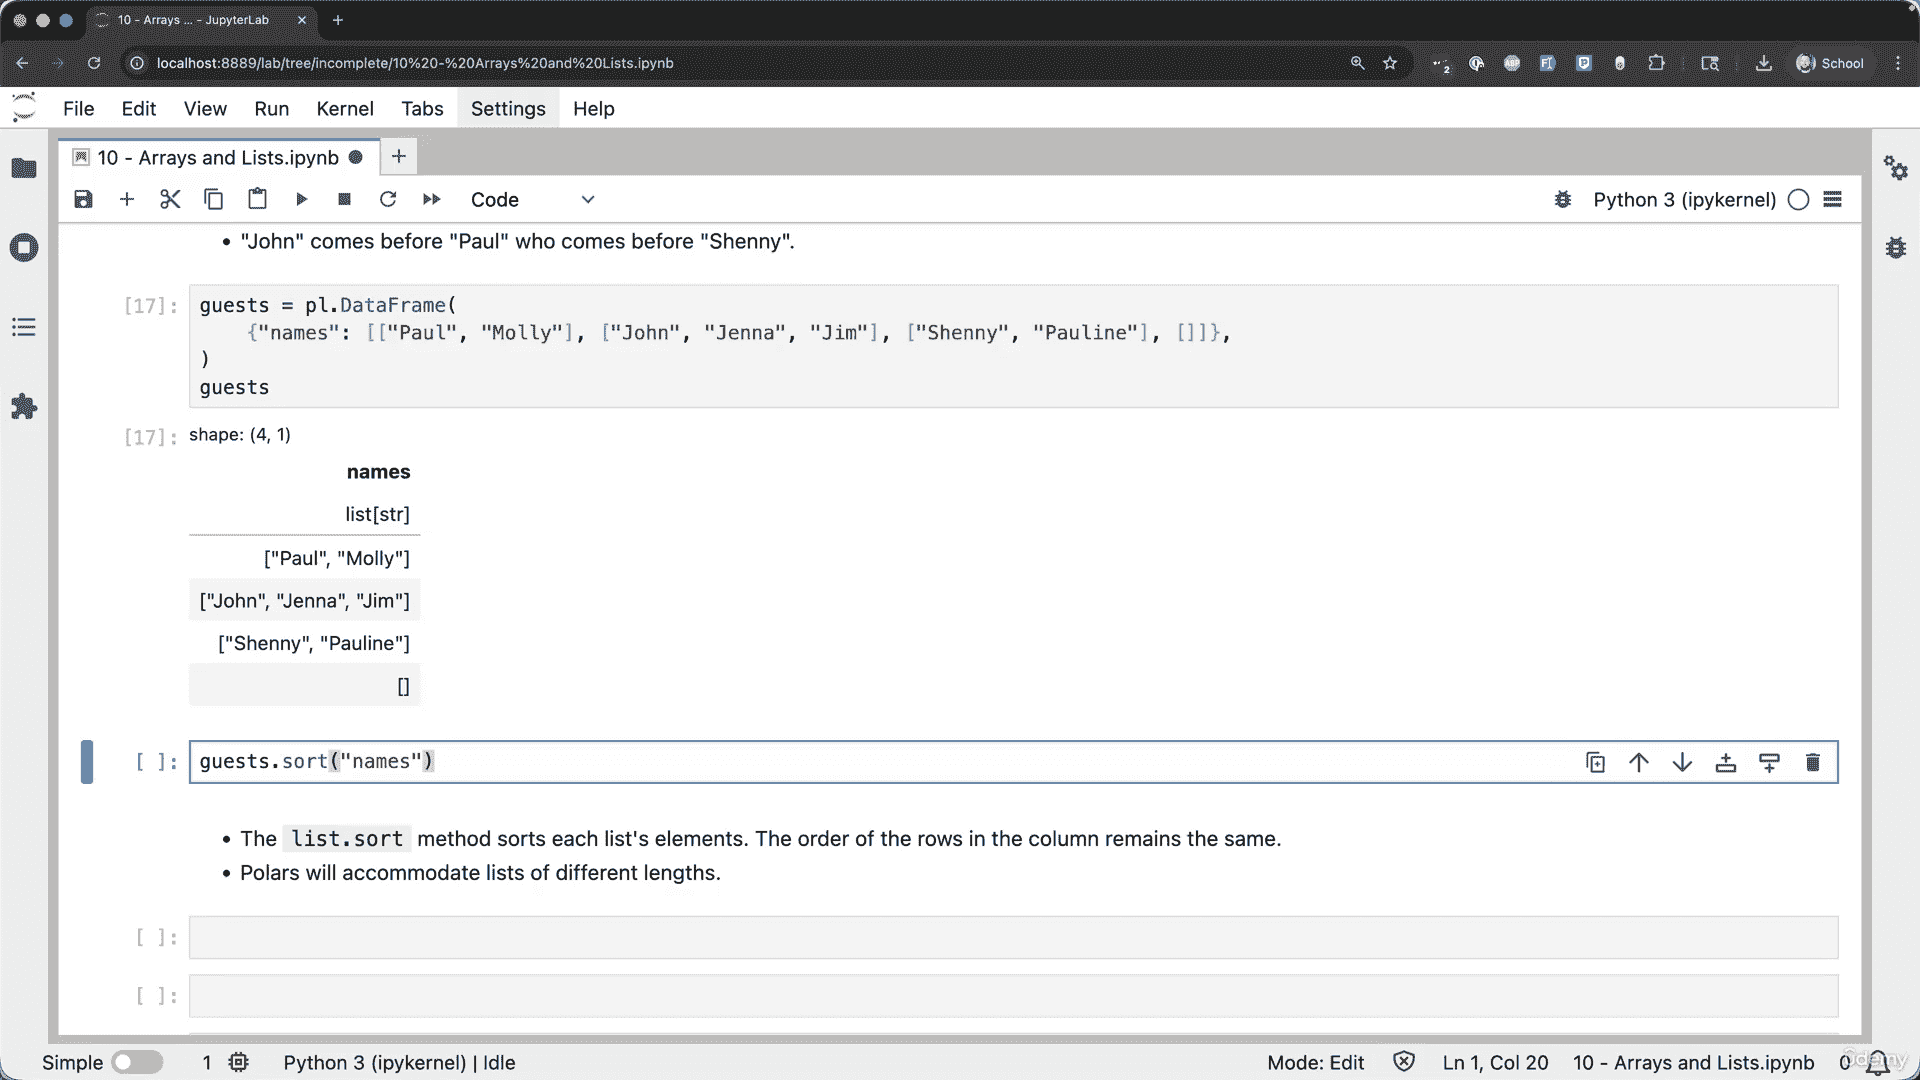 10 - Arrays ... - JupyterLab
localhost:8889/lab/tree/incomplete/10%20-%20Arrays%20and%20Lists.ipynb
2
ABP
School
File Edit View Run Kernel Tabs Settings Help
10 - Arrays and Lists.ipynb
Code
Python 3 (ipykernel)
• "John" comes before "Paul" who comes before "Shenny".
[17]: guests = pl.DataFrame(
{"names": [["Paul", "Molly"], ["John", "Jenna", "Jim"], ["Shenny", "Pauline"], []]},
)
guests
[17]: shape: (4, 1)
names
list[str]
["Paul", "Molly"]
["John", "Jenna", "Jim"]
["Shenny", "Pauline"]
[]
[ ]: guests.sort("names")
• The list.sort method sorts each list's elements. The order of the rows in the column remains the same.
• Polars will accommodate lists of different lengths.
[ ]:
[ ]:
Simple 1 Python 3 (ipykernel) | Idle Mode: Edit Ln 1, Col 20 10 - Arrays and Lists.ipynb 0
udemy